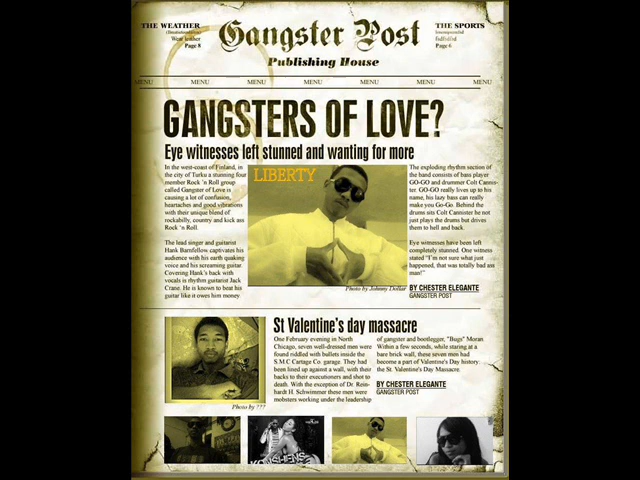 THE WEATHER
West leather
Page 8
Gangster Post
Publishing House
THE SPORTS
Page 6
MENU MENU MENU MENU MENU MENU MENU
GANGSTERS OF LOVE?
Eye witnesses left stunned and wanting for more
In the west-coast of Finland, in
the city of Turku a stunning four
member Rock 'n Roll group
called Gangster of Love is
causing a lot of confusion,
heartaches and good vibrations
with their unique blend of
rockabilly, country and kick ass
Rock 'n Roll.
The lead singer and guitarist
Hank Barnfellow captivates his
audience with his earth quaking
voice and his screaming guitar.
Covering Hank's back with
vocals is rhythm guitarist Jack
Crane. He is known to beat his
guitar like it owes him money.
LIBERTY
Photo by Johnny Dollar
The exploding rhythm section of
the band consists of bass player
GO-GO and drummer Colt Cannis-
ter. GO-GO really lives up to his
name, his lazy bass can really
make you Go-Go. Behind the
drums sits Colt Cannister he not
just plays the drums but drives
them to hell and back.
Eye witnesses have been left
completely stunned. One witness
stated "I'm not sure what just
happened, that was totally bad ass
man!"
BY CHESTER ELEGANTE
GANGSTER POST
Photo by ???
St Valentine's day massacre
One February evening in North
Chicago, seven well-dressed men were
found riddled with bullets inside the
S.M.C Cartage Co. garage. They had
been lined up against a wall, with their
backs to their executioners and shot to
death. With the exception of Dr. Rein-
hardt H. Schwimmer these men were
mobsters working under the leadership
of gangster and bootlegger, "Bugs" Moran.
Within a few seconds, while staring at a
bare brick wall, these seven men had
become a part of Valentine's Day history:
the St. Valentine's Day Massacre.
BY CHESTER ELEGANTE
GANGSTER POST
KONSHENS